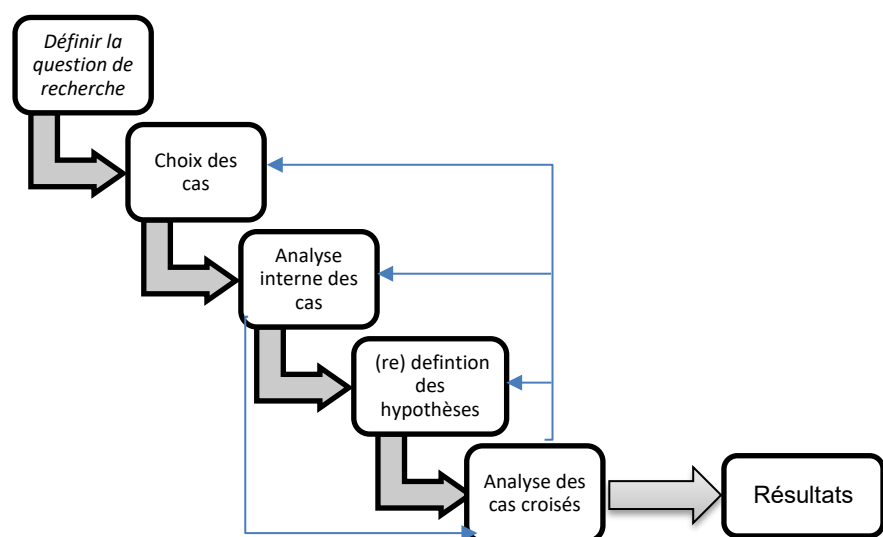 Définir la
question de
recherche
Choix des
cas
Analyse
interne des
cas
(re) defintion
des
hypothèses
Analyse des
cas croisés
Résultats